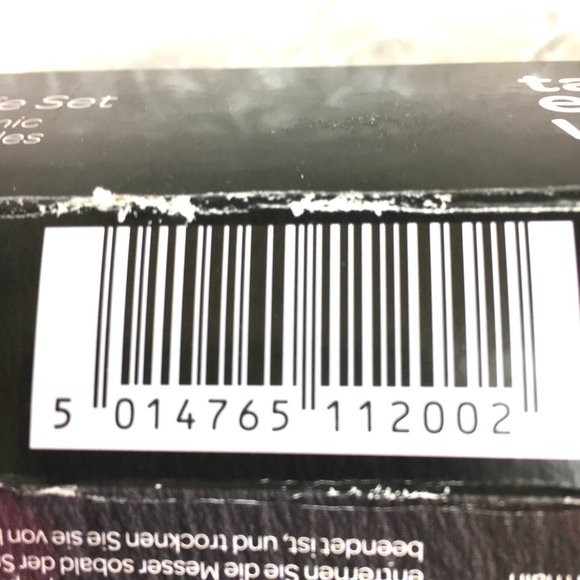 Set
5 014765 112002
entfernen Sie die Messer sobald der
beendet ist, und trocknen Sie sie von